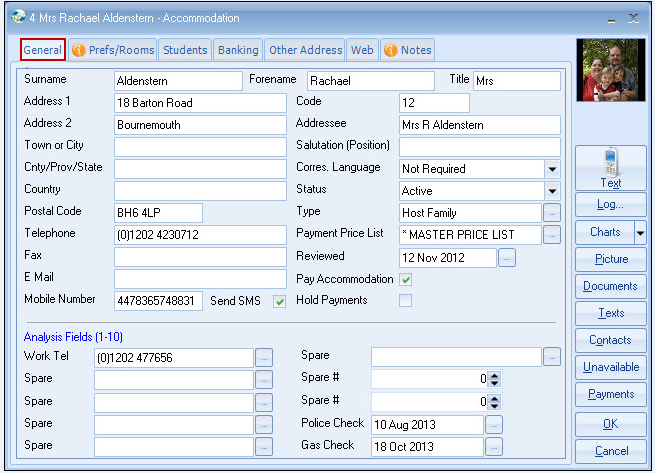 4 Mrs Rachael Aldenstern - Accommodation
General Prefs/Rooms Students Banking Other Address Web Notes
Surname Aldenstern Forename Rachael Title Mrs
Address 1 18 Barton Road Code 12
Address 2 Bournemouth Addressee Mrs R Aldenstern
Town or City Salutation (Position)
Cnty/Prov/State Corres. Language Not Required
Country Status Active
Postal Code BH6 4LP Type Host Family ...
Telephone (0)1202 4230712 Payment Price List * MASTER PRICE LIST ...
Fax Reviewed 12 Nov 2012 ...
E Mail Pay Accommodation
Mobile Number 4478365748831 Send SMS Hold Payments
Analysis Fields (1-10)
Work Tel (0)1202 477656 ... Spare ...
Spare ... Spare # 0
Spare ... Spare # 0
Spare ... Police Check 10 Aug 2013 ...
Spare ... Gas Check 18 Oct 2013 ...
Text
Log...
Charts
Picture
Documents
Texts
Contacts
Unavailable
Payments
OK
Cancel